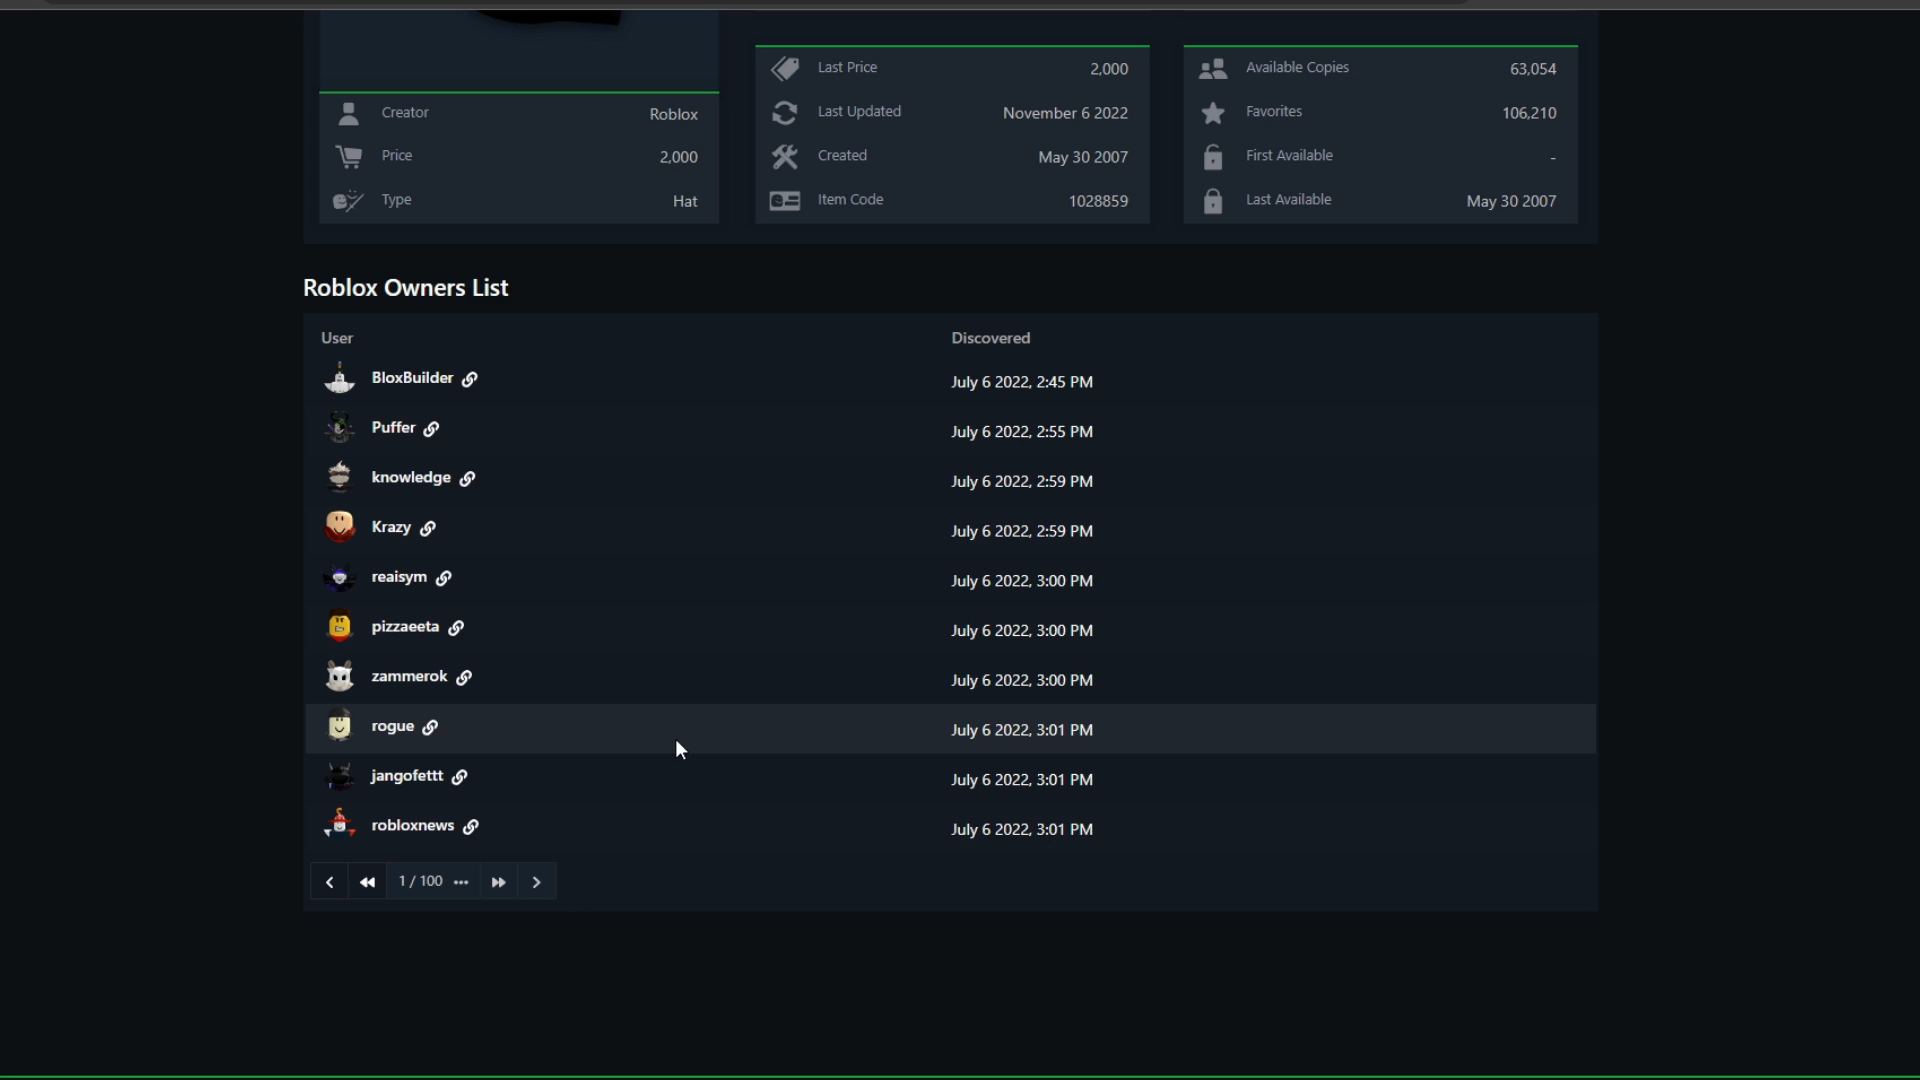 Creator Roblox
Price 2,000
Type Hat
Last Price 2,000
Last Updated November 6 2022
Created May 30 2007
Item Code 1028859
Available Copies 63,054
Favorites 106,210
First Available -
Last Available May 30 2007
Roblox Owners List
User Discovered
BloxBuilder July 6 2022, 2:45 PM
Puffer July 6 2022, 2:55 PM
knowledge July 6 2022, 2:59 PM
Krazy July 6 2022, 2:59 PM
reaisym July 6 2022, 3:00 PM
pizzaeeta July 6 2022, 3:00 PM
zammerok July 6 2022, 3:00 PM
rogue July 6 2022, 3:01 PM
jangofettt July 6 2022, 3:01 PM
robloxnews July 6 2022, 3:01 PM
1 / 100 •••